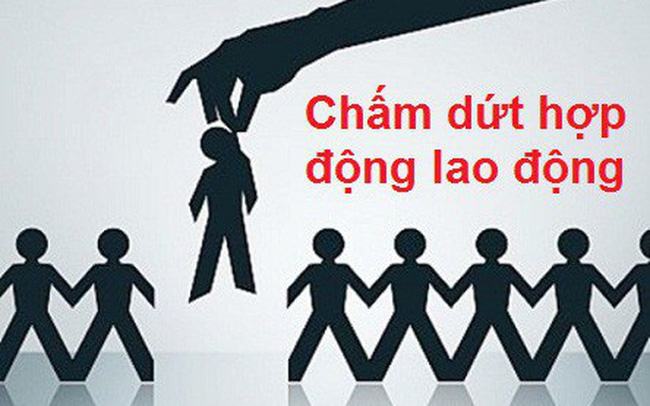 Chấm dứt hợp
động lao động